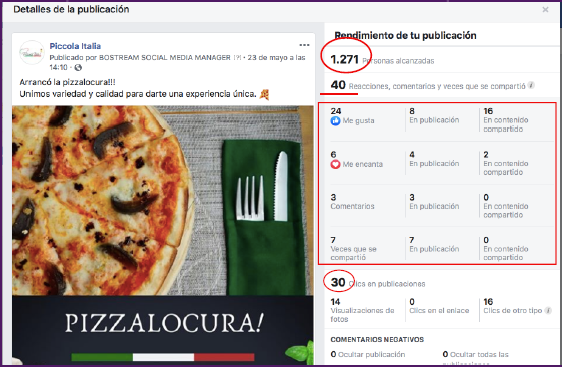 Detalles de la publicación
Piccola Italia
Publicado por BOSTREAM SOCIAL MEDIA MANAGER [?] • 23 de mayo a las
14:10 •
Arrancó la pizzalocura!!!
Unimos variedad y calidad para darte una experiencia única. 🍕
PIZZALOCURA!
Rendimiento de tu publicación
1.271 Personas alcanzadas
40 Reacciones, comentarios y veces que se compartió
24 8 16
Me gusta En publicación En contenido
compartido
6 4 2
Me encanta En publicación En contenido
compartido
3 3 0
Comentarios En publicación En contenido
compartido
7 7 0
Veces que se En publicación En contenido
compartió compartido
30 Clics en publicaciones
14 0 16
Visualizaciones de Clics en el enlace Clics de otro tipo
fotos
COMENTARIOS NEGATIVOS
0 Ocultar publicación 0 Ocultar todas las